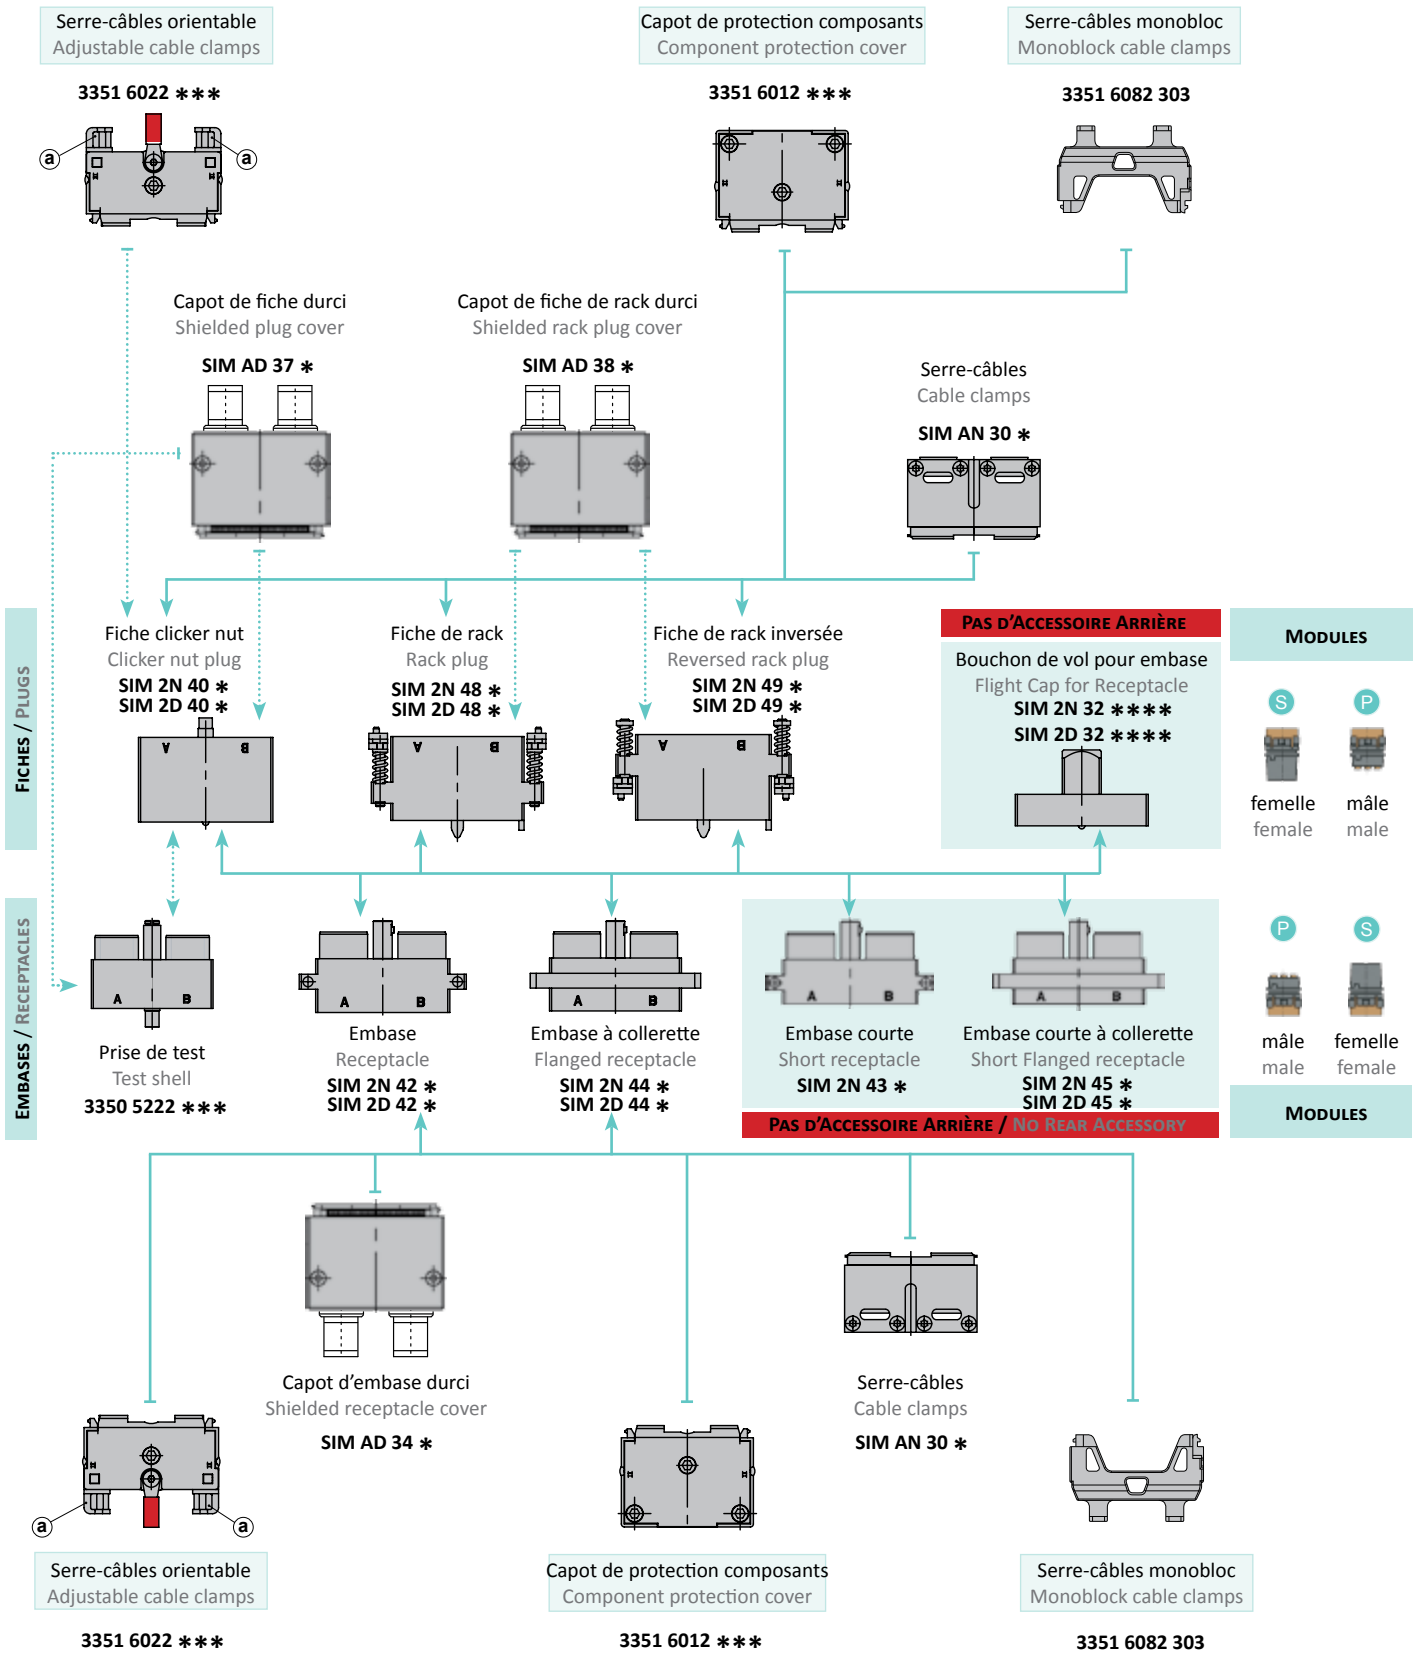 Serre-câbles orientable
Adjustable cable clamps
3351 6022 ***
a
a
Capot de protection composants
Component protection cover
3351 6012 ***
Serre-câbles monobloc
Monoblock cable clamps
3351 6082 303
Capot de fiche durci
Shielded plug cover
SIM AD 37 *
Capot de fiche de rack durci
Shielded rack plug cover
SIM AD 38 *
Serre-câbles
Cable clamps
SIM AN 30 *
FICHES / PLUGS
Fiche clicker nut
Clicker nut plug
SIM 2N 40 *
SIM 2D 40 *
A B
Fiche de rack
Rack plug
SIM 2N 48 *
SIM 2D 48 *
A B
Fiche de rack inversée
Reversed rack plug
SIM 2N 49 *
SIM 2D 49 *
A B
PAS D'ACCESSOIRE ARRIÈRE
Bouchon de vol pour embase
Flight Cap for Receptacle
SIM 2N 32 ****
SIM 2D 32 ****
MODULES
S P
femelle mâle
female male
EMBASES / RECEPTACLES
A B
Prise de test
Test shell
3350 5222 ***
A B
Embase
Receptacle
SIM 2N 42 *
SIM 2D 42 *
A B
Embase à collerette
Flanged receptacle
SIM 2N 44 *
SIM 2D 44 *
A B
Embase courte
Short receptacle
SIM 2N 43 *
A B
Embase courte à collerette
Short Flanged receptacle
SIM 2N 45 *
SIM 2D 45 *
PAS D'ACCESSOIRE ARRIÈRE / NO REAR ACCESSORY
P S
mâle femelle
male female
MODULES
Capot d'embase durci
Shielded receptacle cover
SIM AD 34 *
Serre-câbles
Cable clamps
SIM AN 30 *
a
a
Serre-câbles orientable
Adjustable cable clamps
3351 6022 ***
Capot de protection composants
Component protection cover
3351 6012 ***
Serre-câbles monobloc
Monoblock cable clamps
3351 6082 303